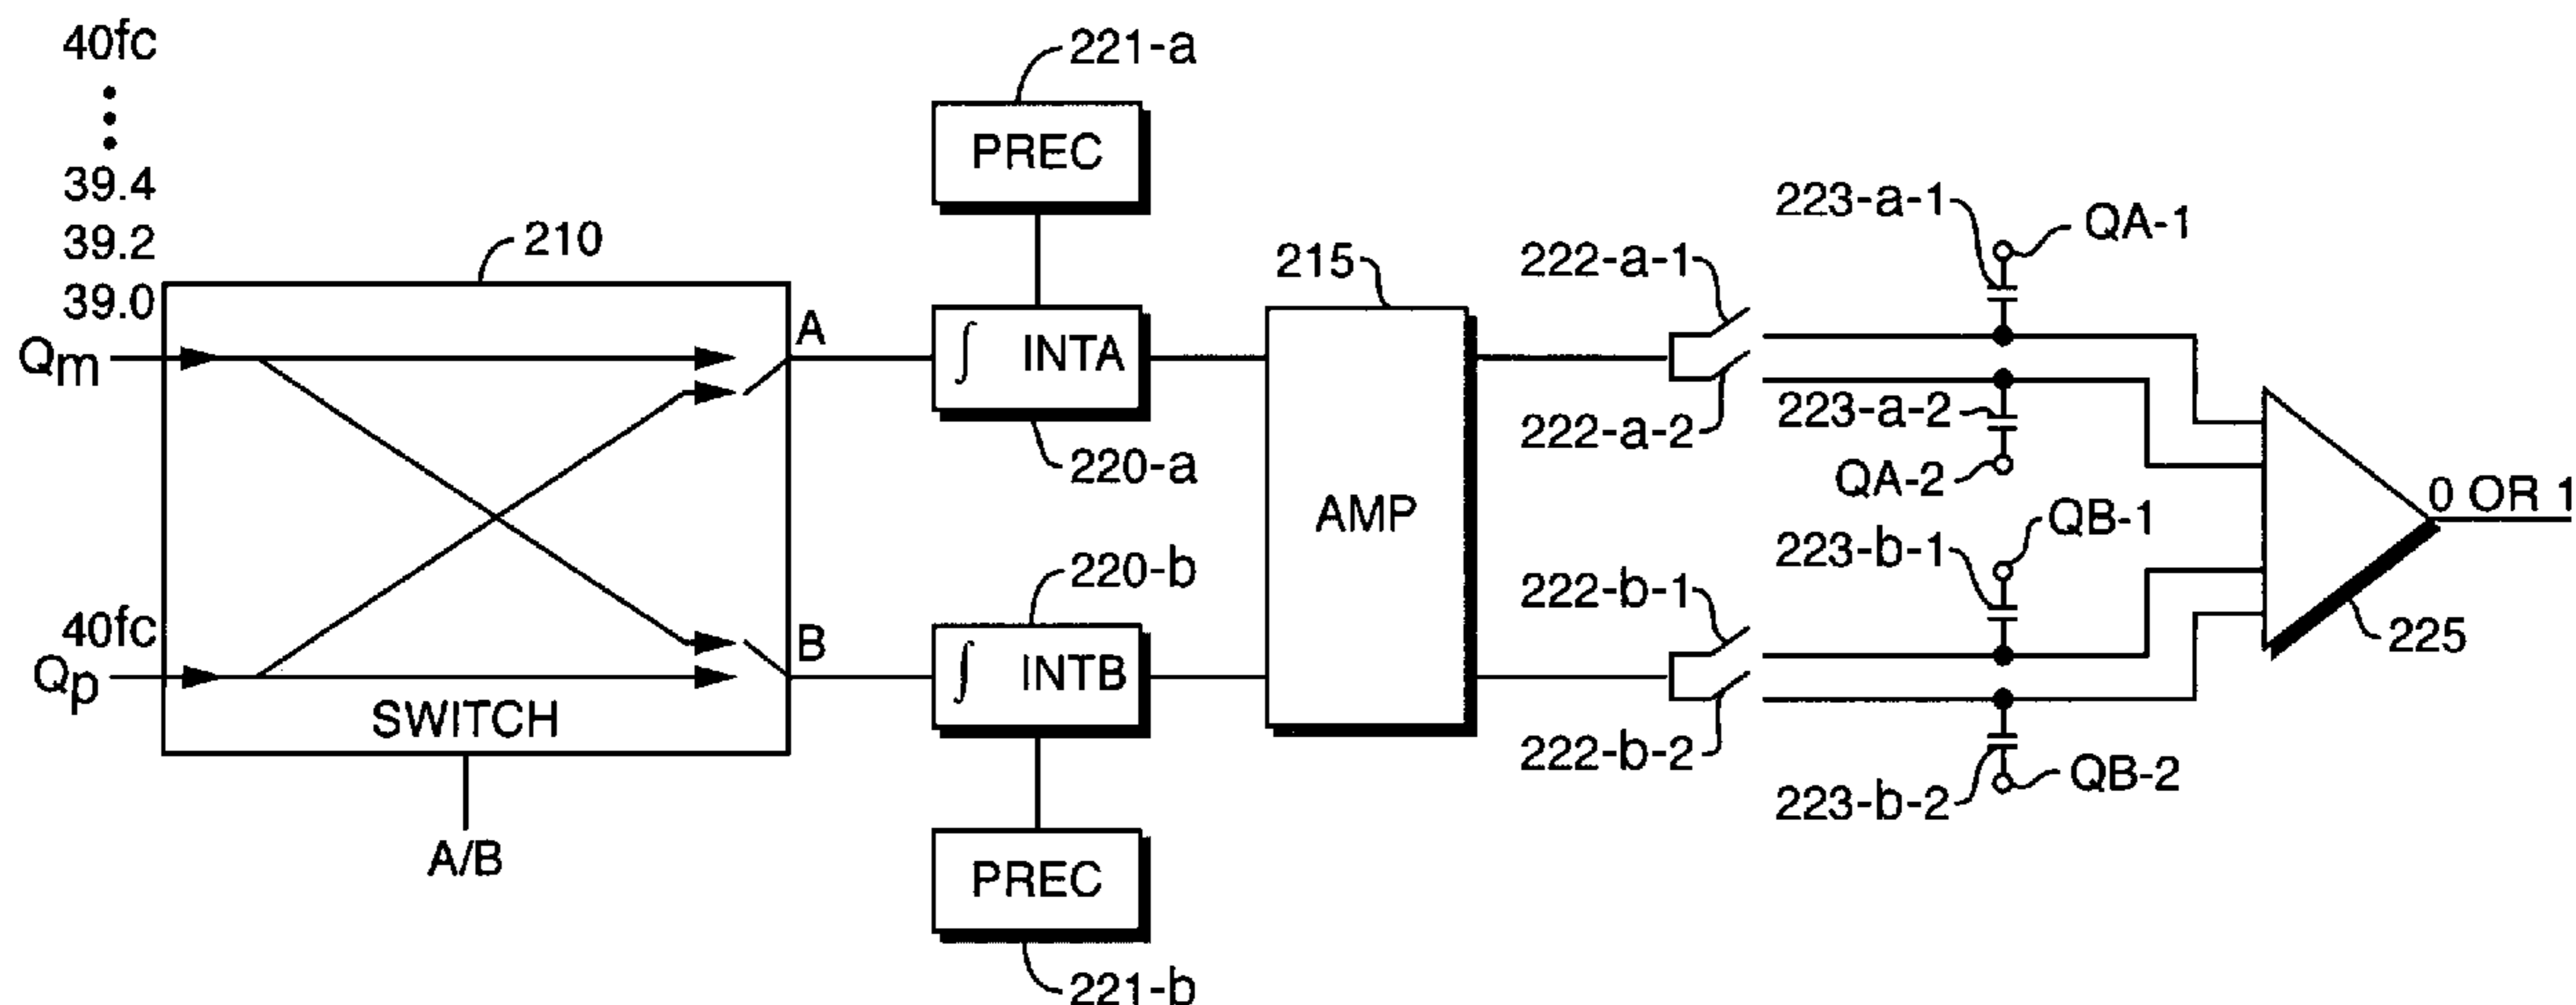 40fc
39.4
39.2
39.0
Qm
40fc
Qp
210
A
B
SWITCH
A/B
221-a
PREC
∫ INTA
220-a
220-b
∫ INTB
PREC
221-b
215
AMP
222-a-1
222-a-2
222-b-1
222-b-2
223-a-1
QA-1
223-a-2
QA-2
QB-1
223-b-1
223-b-2
QB-2
0 OR 1
225